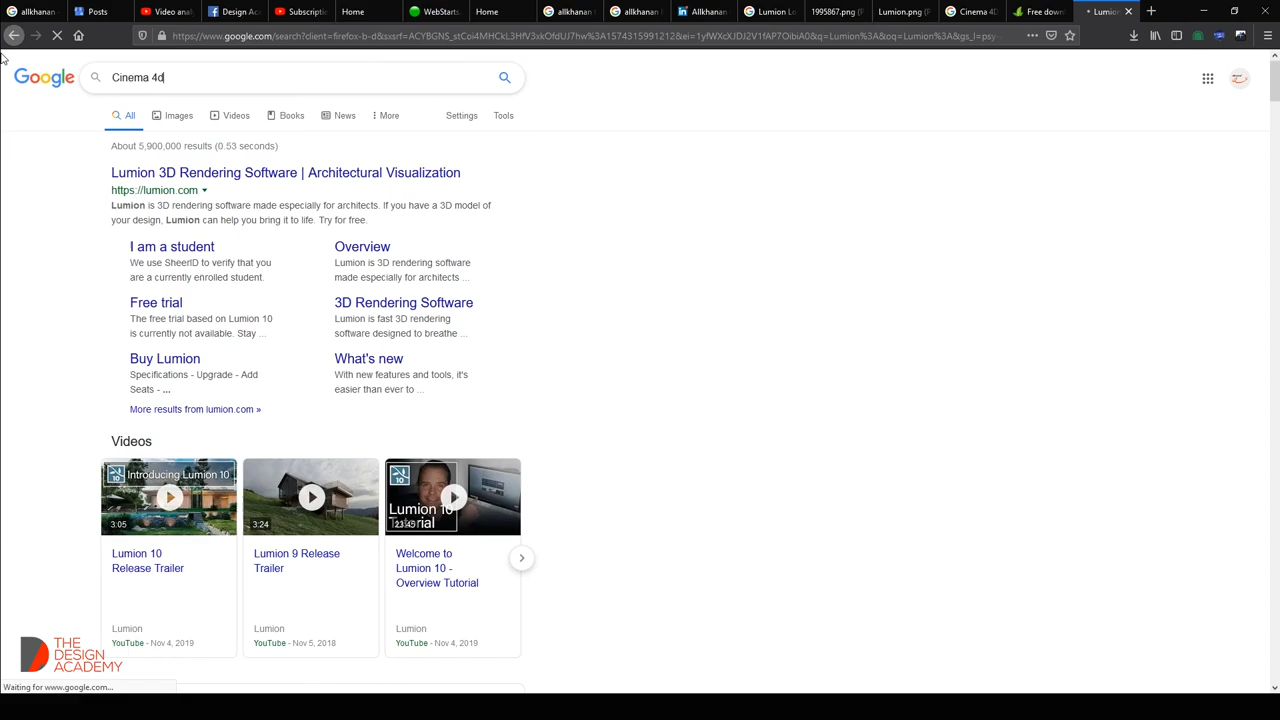 allkhanan
Posts
Video anal
Design Aca
Subscriptio
Home
WebStarts.
Home
allkhanan
allkhanan
Allkhanan
Lumion Lo
1995867.png (P
Lumion.png (
Cinema 4D
Free down
Lumion
https://www.google.com/search?client=firefox-b-d&sxsrf=ACYBGNS_stCoi4MHCkL3HfV3xkOfdUJ7hw%3A1574315991212&ei=1yfWXcXJDJ2V1fAP7OibiA0&q=Lumion%3A&oq=Lumion%3A&gs_l=psy-
Google
Cinema 4d
All
Images
Videos
Books
News
More
Settings
Tools
About 5,900,000 results (0.53 seconds)
Lumion 3D Rendering Software | Architectural Visualization
https://lumion.com
Lumion is 3D rendering software made especially for architects. If you have a 3D model of
your design, Lumion can help you bring it to life. Try for free.
I am a student
We use SheerID to verify that you
are a currently enrolled student.
Overview
Lumion is 3D rendering software
made especially for architects ...
Free trial
The free trial based on Lumion 10
is currently not available. Stay ...
3D Rendering Software
Lumion is fast 3D rendering
software designed to breathe ...
Buy Lumion
Specifications - Upgrade - Add
Seats - ...
What's new
With new features and tools, it's
easier than ever to ...
More results from lumion.com »
Videos
Introducing Lumion 10
3:05
3:24
Lumion 10
Tutorial
23:45
Lumion 10
Release Trailer
Lumion 9 Release
Trailer
Welcome to
Lumion 10 -
Overview Tutorial
Lumion
YouTube - Nov 4, 2019
Lumion
YouTube - Nov 5, 2018
Lumion
YouTube - Nov 4, 2019
THE
DESIGN
ACADEMY
Waiting for www.google.com...